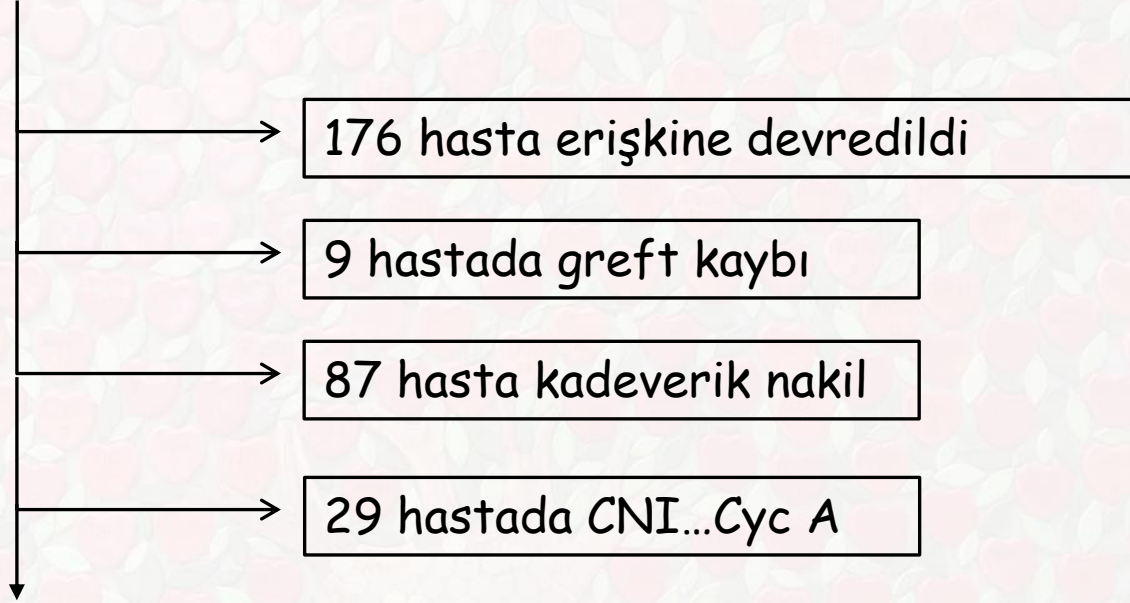 176 hasta erişkine devredildi
9 hastada greft kaybı
87 hasta kadeverik nakil
29 hastada CNI…Cyc A